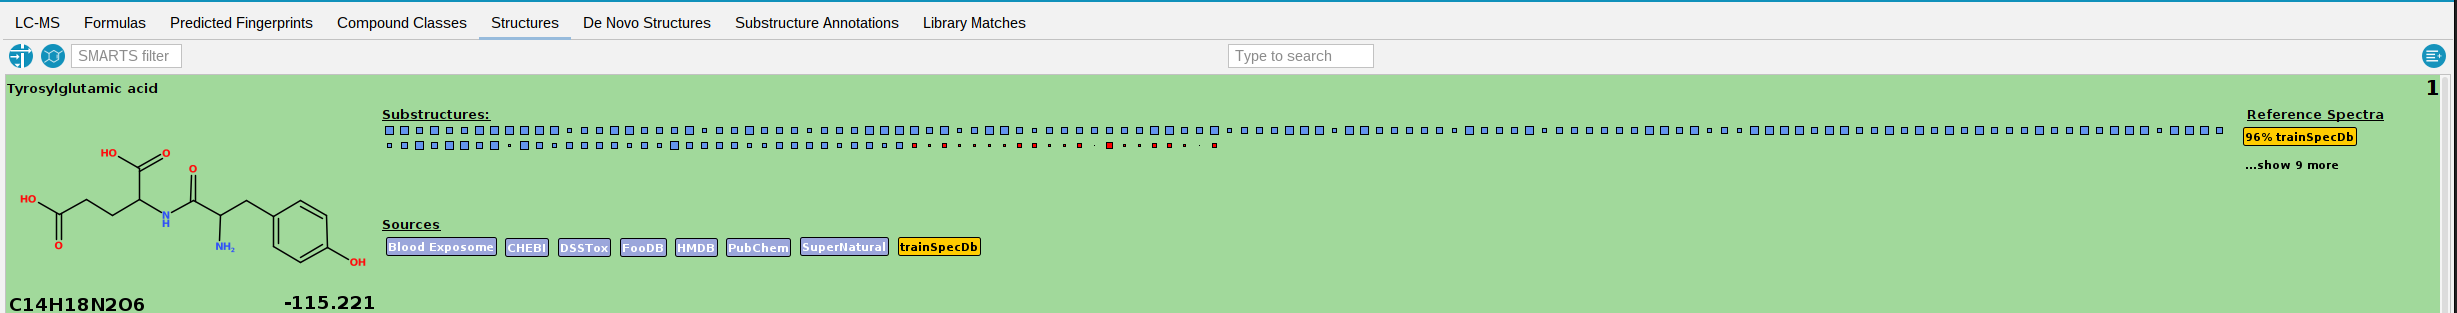 LC-MS Formulas Predicted Fingerprints Compound Classes Structures De Novo Structures Substructure Annotations Library Matches
SMARTS filter Type to search
Tyrosylglutamic acid 1
Substructures: Reference Spectra
96% trainSpecDb
...show 9 more
HO O
O
HO
N
H
O
NH2
OH
Sources
Blood Exposome CHEBI DSSTox FooDB HMDB PubChem SuperNatural trainSpecDb
C14H18N2O6 -115.221